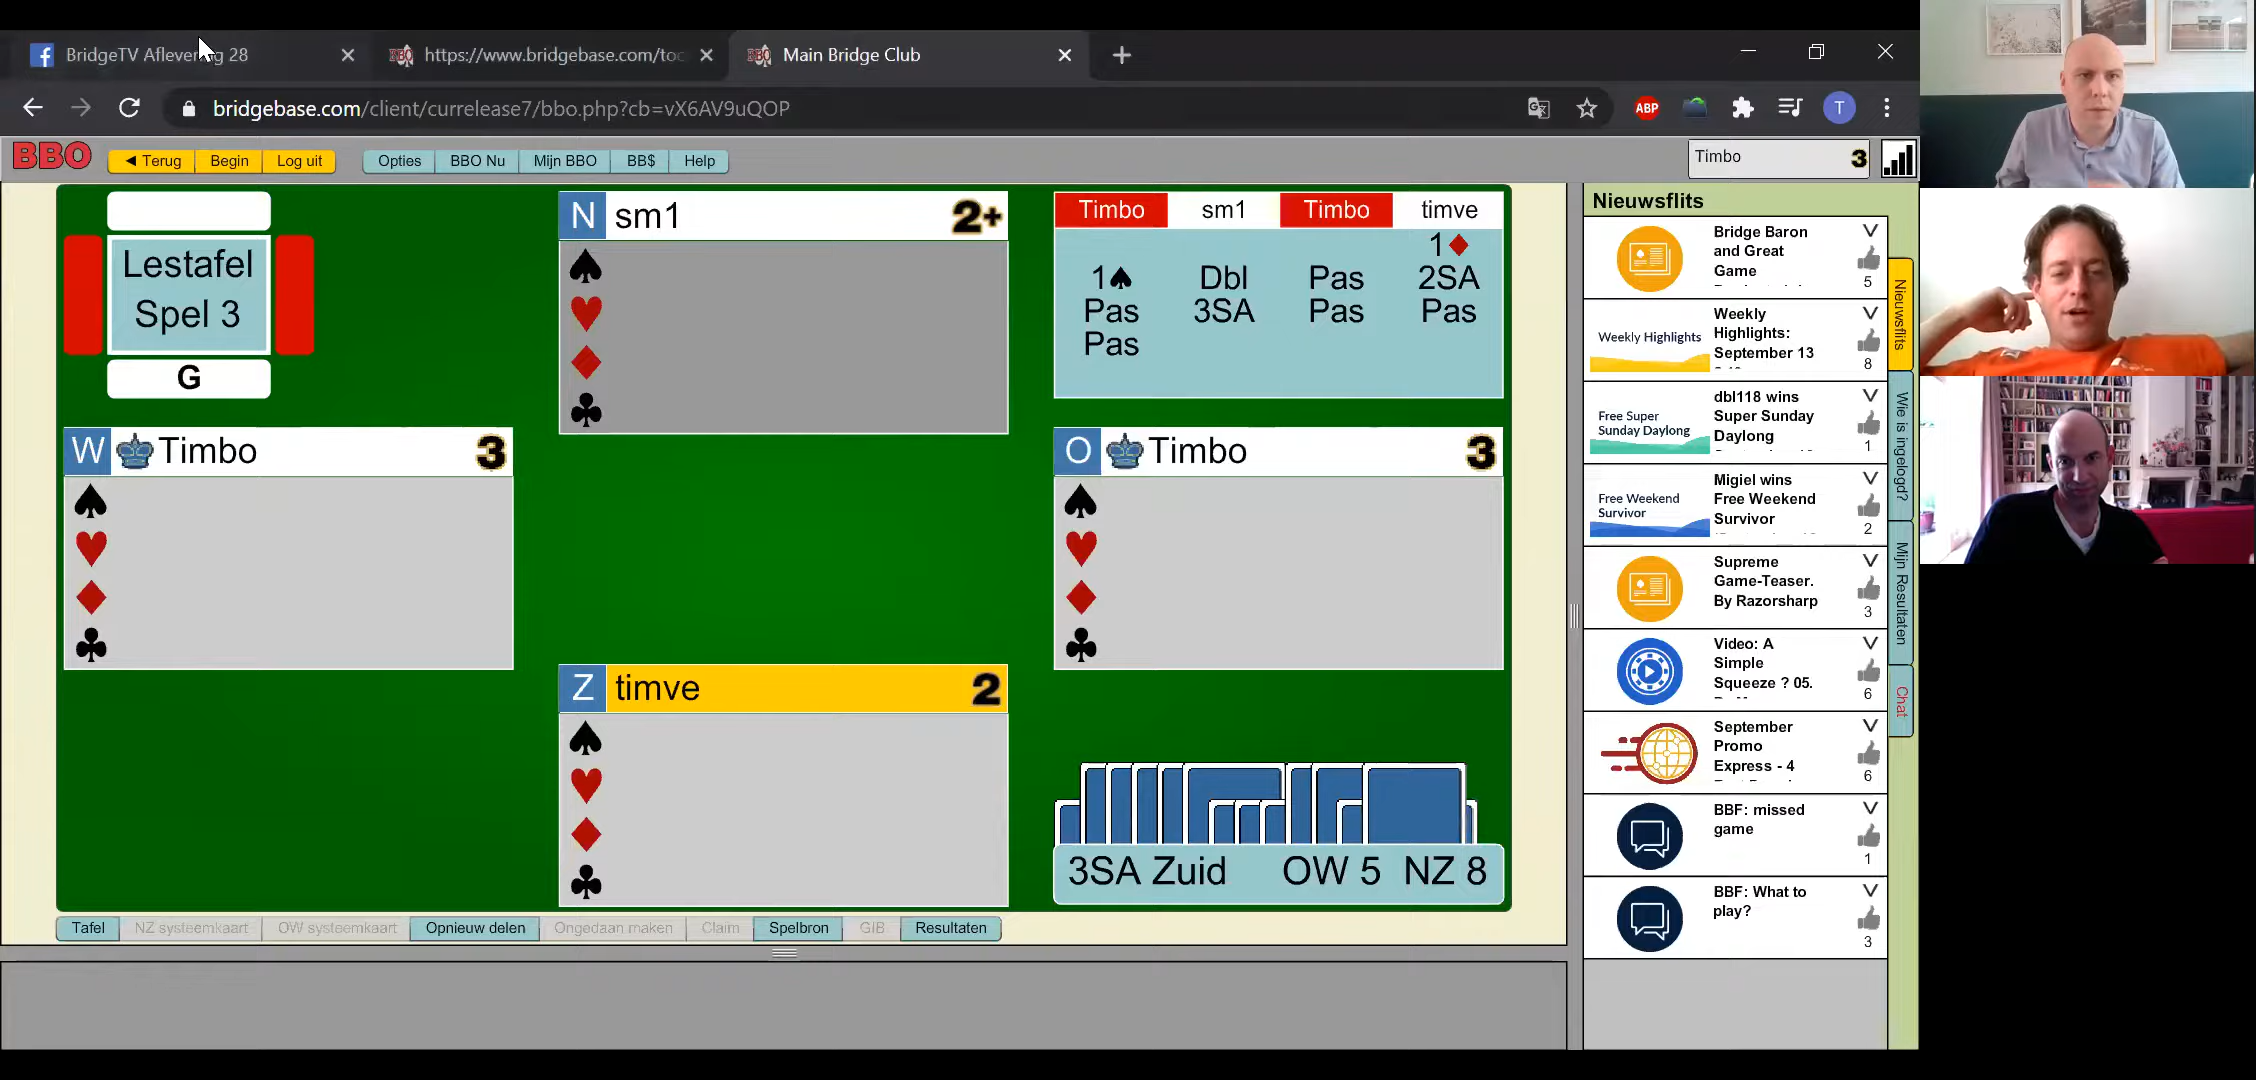 BridgeTV Aflevering 28
https://www.bridgebase.com/too
Main Bridge Club
bridgebase.com/client/currelease7/bbo.php?cb=vX6AV9uQOP
ABP
T
BBO
Terug
Begin
Log uit
Opties
BBO Nu
Mijn BBO
BB$
Help
Timbo 3
Lestafel
Spel 3
G
N sm1 2+
Timbo sm1 Timbo timve
1♦
1♠ Dbl Pas 2SA
Pas 3SA Pas Pas
Pas
W Timbo 3
O Timbo 3
Z timve 2
3SA Zuid OW 5 NZ 8
Tafel
NZ systeemkaart
OW systeemkaart
Opnieuw delen
Ongedaan maken
Claim
Spelbron
GIB
Resultaten
Nieuwsflits
Bridge Baron
and Great
Game
5
Weekly Highlights
Weekly
Highlights:
September 13
8
Free Super
Sunday Daylong
dbl118 wins
Super Sunday
Daylong
1
Free Weekend
Survivor
Migiel wins
Free Weekend
Survivor
2
Supreme
Game-Teaser.
By Razorsharp
3
Video: A
Simple
Squeeze ? 05.
6
September
Promo
Express - 4
6
BBF: missed
game
1
BBF: What to
play?
3
Nieuwsflits
Wie is ingelogd?
Mijn Resultaten
Chat